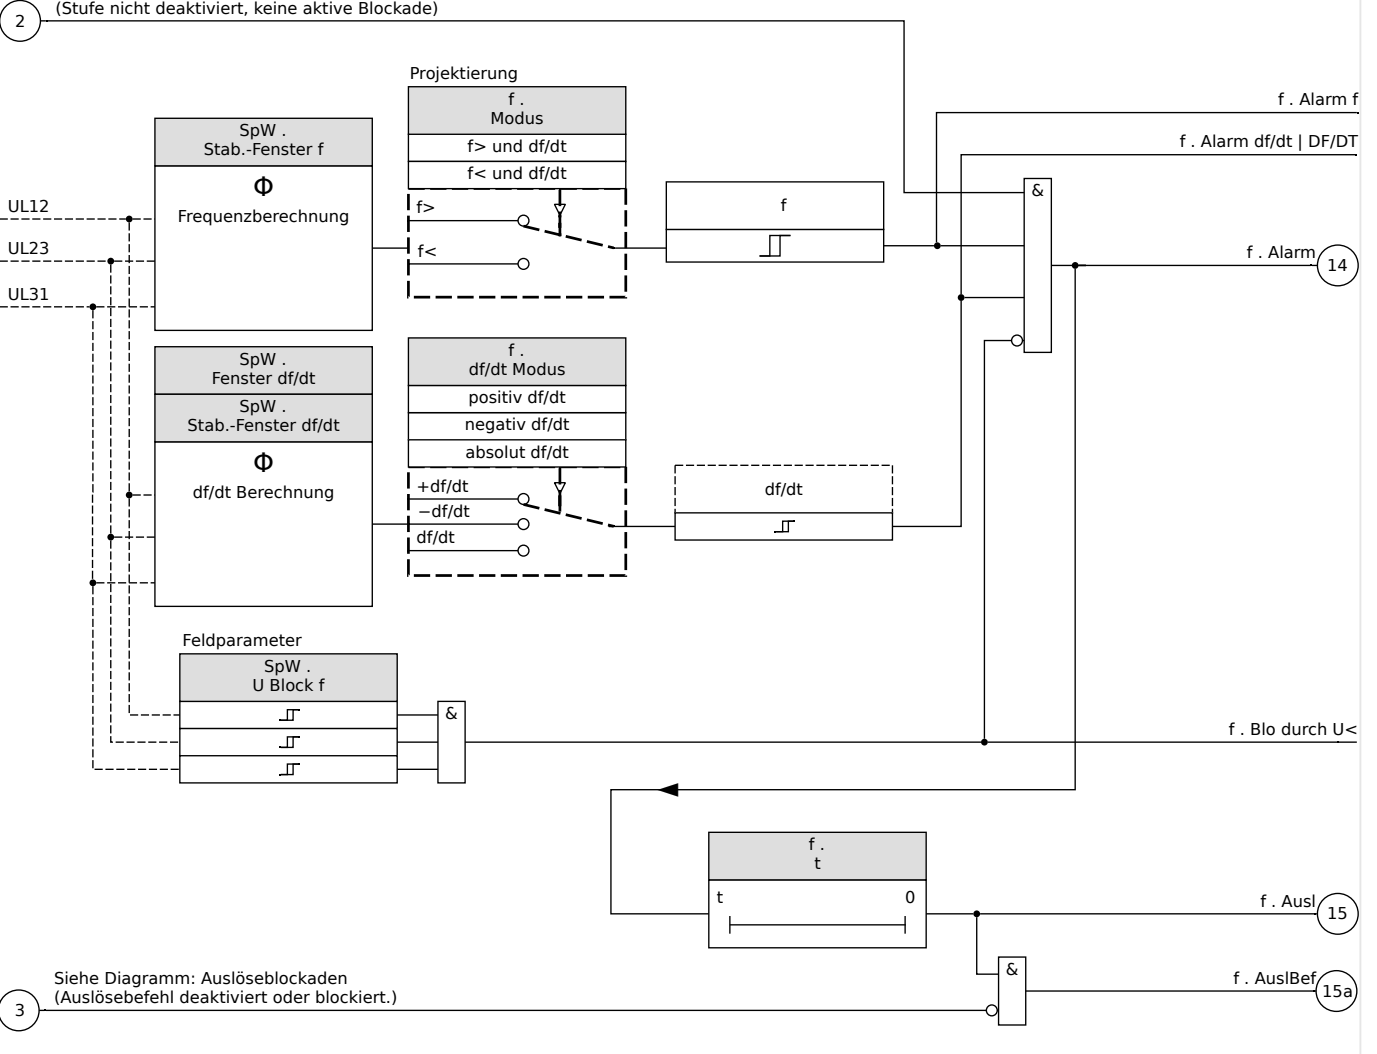 (Stufe nicht deaktiviert, keine aktive Blockade)
2
Projektierung
f .
Modus
f> und df/dt
f< und df/dt
f>
f<
SpW .
Stab.-Fenster f
Φ
Frequenzberechnung
UL12
UL23
UL31
f
f . Alarm f
f . Alarm df/dt | DF/DT
&
f . Alarm
14
SpW .
Fenster df/dt
SpW .
Stab.-Fenster df/dt
Φ
df/dt Berechnung
f .
df/dt Modus
positiv df/dt
negativ df/dt
absolut df/dt
+df/dt
−df/dt
df/dt
df/dt
Feldparameter
SpW .
U Block f
&
f . Blo durch U<
f .
t
t 0
f . Ausl
15
Siehe Diagramm: Auslöseblockaden
(Auslösebefehl deaktiviert oder blockiert.)
3
&
f . AuslBef
15a